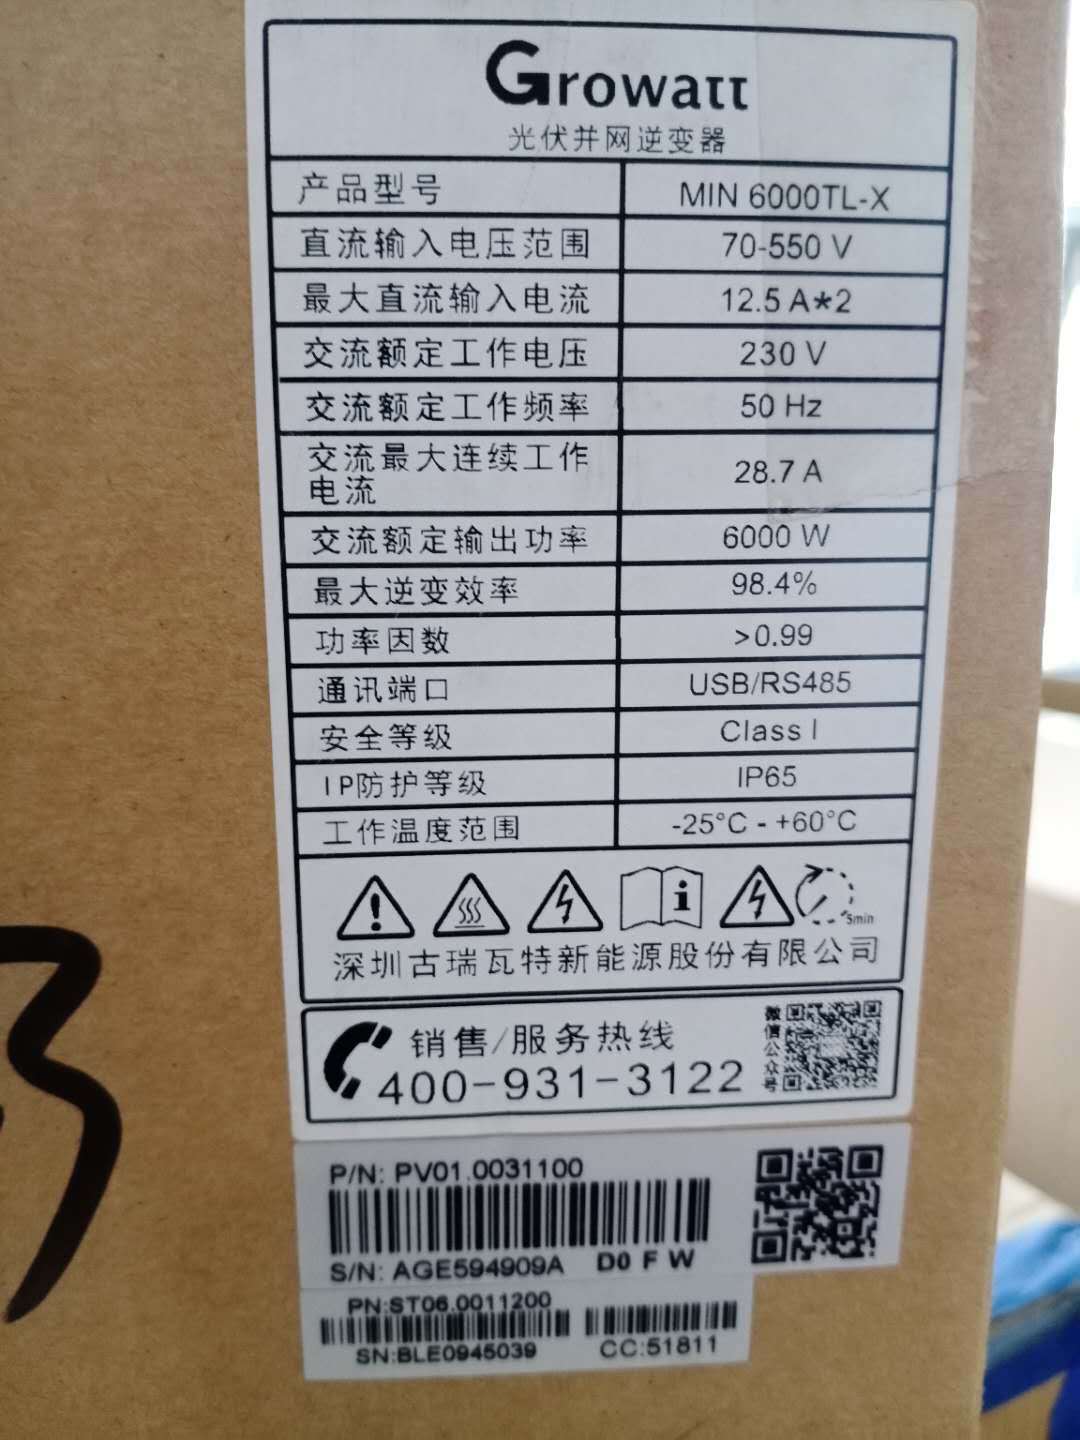 Growatt
光伏并网逆变器
产品型号 MIN 6000TL-X
直流输入电压范围 70-550 V
最大直流输入电流 12.5 A*2
交流额定工作电压 230 V
交流额定工作频率 50 Hz
交流最大连续工作
电流 28.7 A
交流额定输出功率 6000 W
最大逆变效率 98.4%
功率因数 >0.99
通讯端口 USB/RS485
安全等级 Class I
IP防护等级 IP65
工作温度范围 -25°C - +60°C
5min
深圳古瑞瓦特新能源股份有限公司
销售/服务热线
400-931-3122
微信公众号
P/N: PV01.0031100
S/N: AGE594909A D0 F W
PN:ST06.0011200
SN:BLE0945039 CC:51811
3